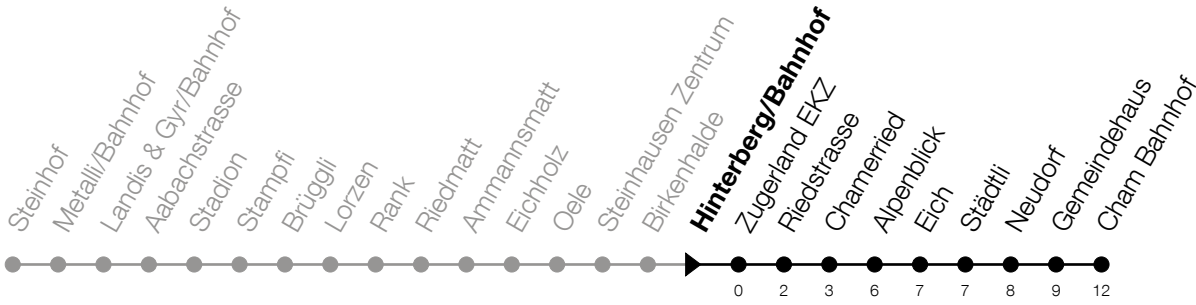 Steinhof
Metalli/Bahnhof
Landis & Gyr/Bahnhof
Aabachstrasse
Stadion
Stampfi
Brüggli
Lorzen
Rank
Riedmatt
Ammannsmatt
Eichholz
Oele
Steinhausen Zentrum
Birkenhalde
Hinterberg/Bahnhof
Zugerland EKZ
Riedstrasse
Chamerried
Alpenblick
Eich
Städtli
Neudorf
Gemeindehaus
Cham Bahnhof
0 2 3 6 7 7 8 9 12